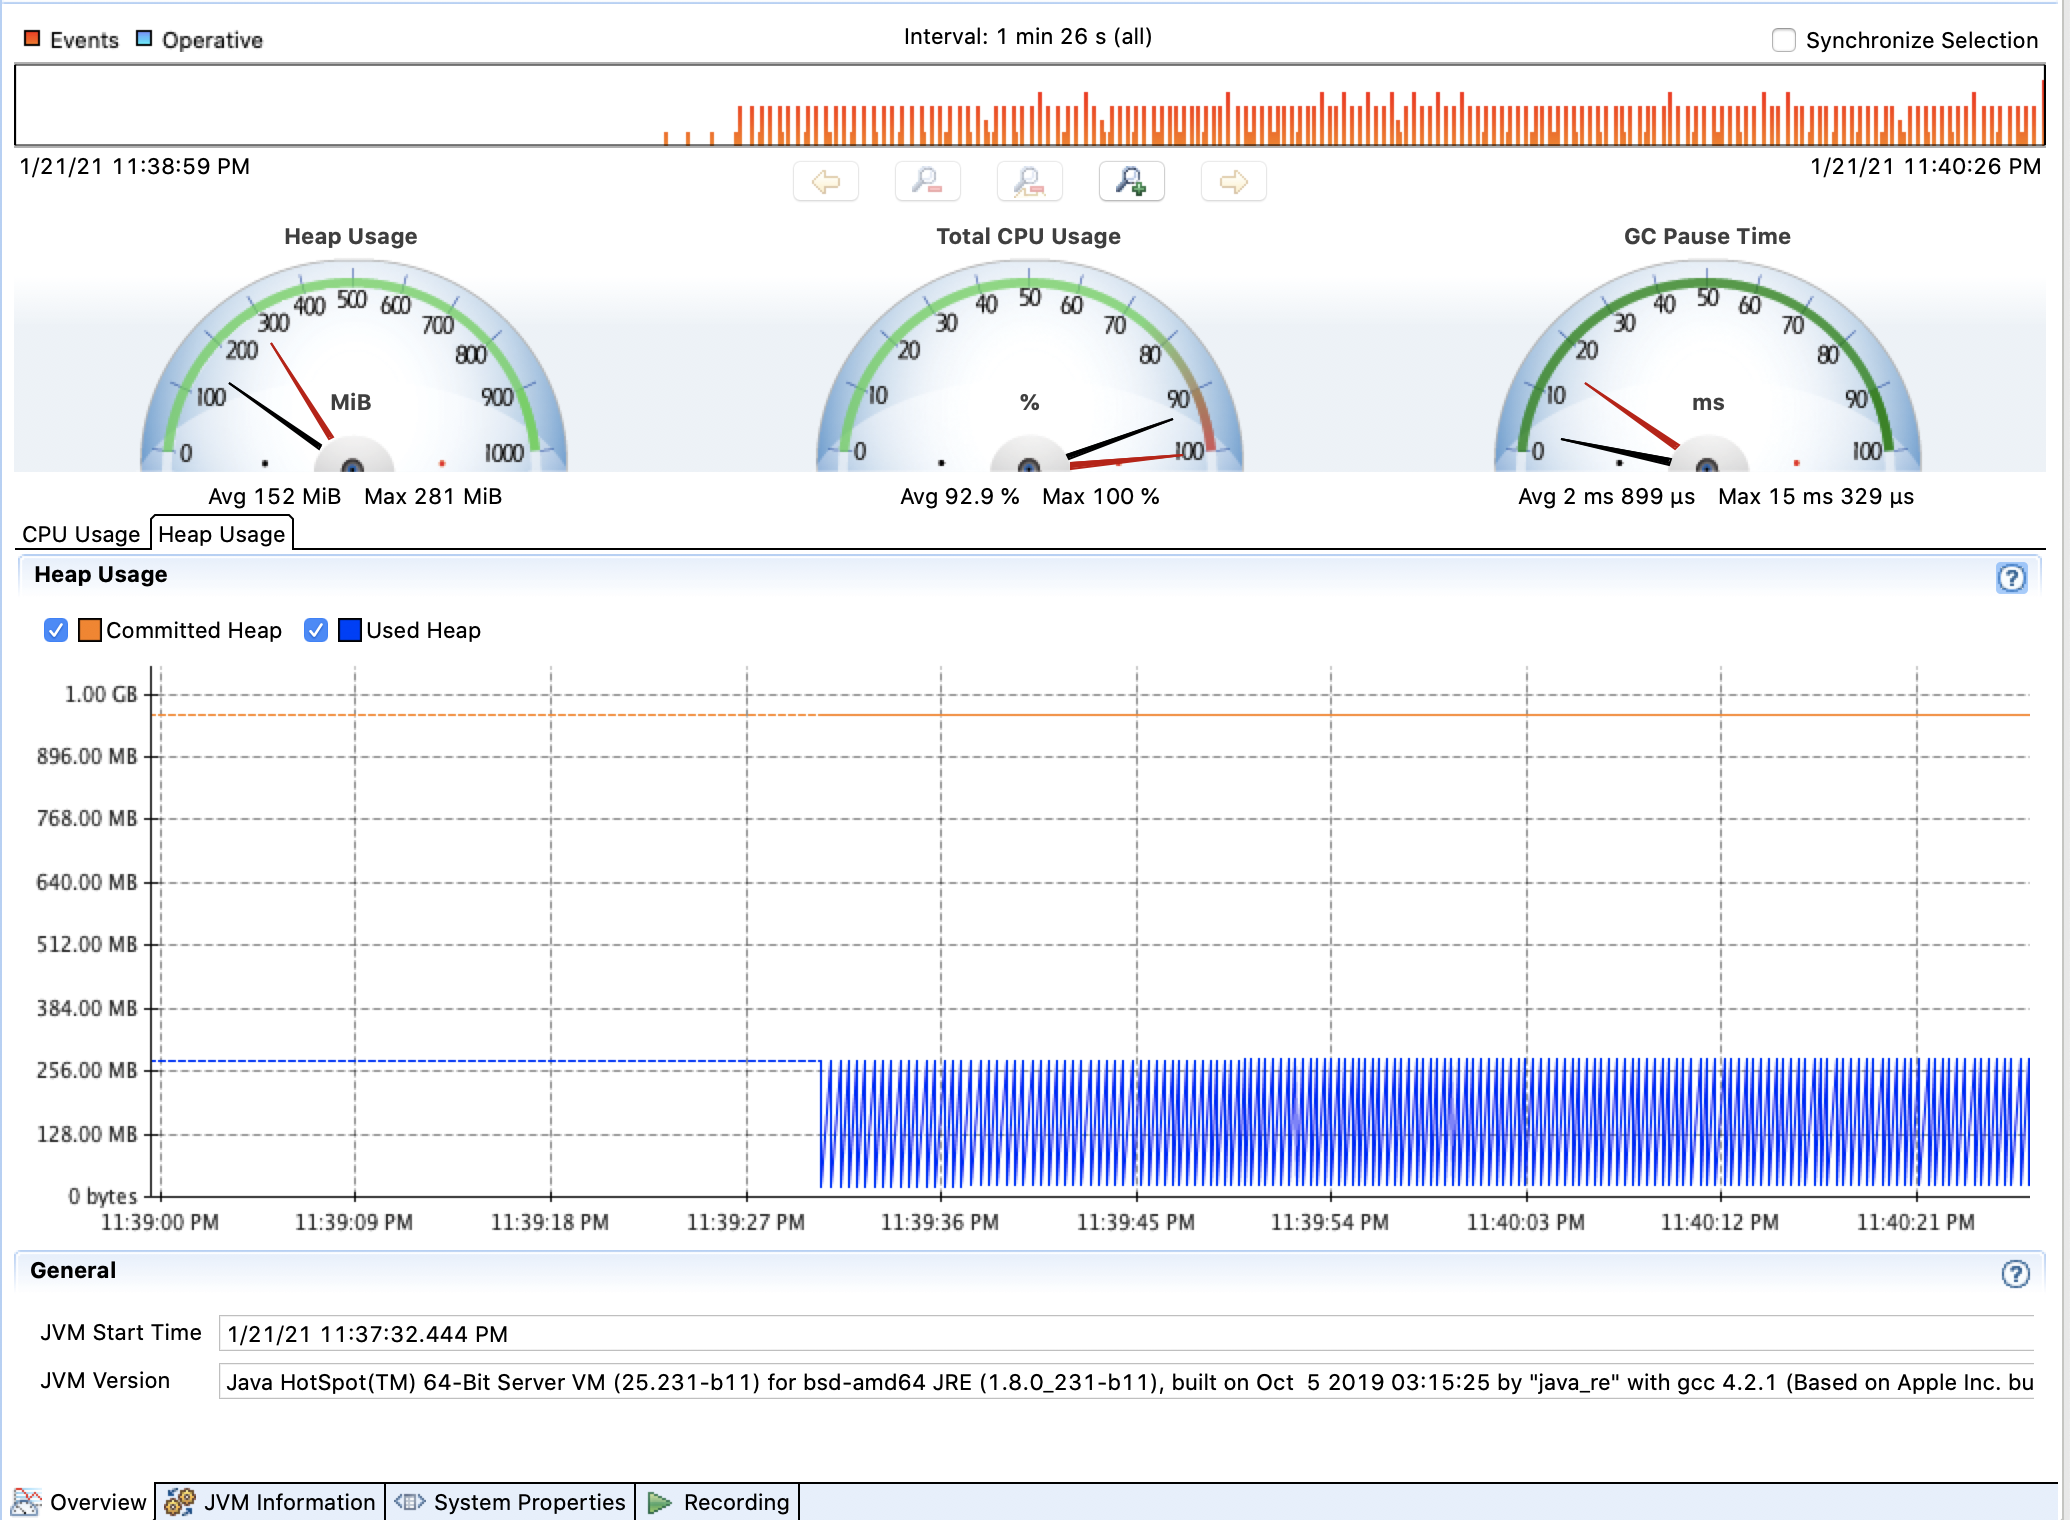 Events Operative Interval: 1 min 26 s (all) Synchronize Selection
1/21/21 11:38:59 PM 1/21/21 11:40:26 PM
Heap Usage Total CPU Usage GC Pause Time
0 100 200 300 400 500 600 700 800 900 1000
MiB
0 10 20 30 40 50 60 70 80 90 100
%
0 10 20 30 40 50 60 70 80 90 100
ms
Avg 152 MiB Max 281 MiB Avg 92.9 % Max 100 % Avg 2 ms 899 µs Max 15 ms 329 µs
CPU Usage Heap Usage
Heap Usage
Committed Heap Used Heap
1.00 GB
896.00 MB
768.00 MB
640.00 MB
512.00 MB
384.00 MB
256.00 MB
128.00 MB
0 bytes
11:39:00 PM 11:39:09 PM 11:39:18 PM 11:39:27 PM 11:39:36 PM 11:39:45 PM 11:39:54 PM 11:40:03 PM 11:40:12 PM 11:40:21 PM
General
JVM Start Time 1/21/21 11:37:32.444 PM
JVM Version Java HotSpot(TM) 64-Bit Server VM (25.231-b11) for bsd-amd64 JRE (1.8.0_231-b11), built on Oct  5 2019 03:15:25 by "java_re" with gcc 4.2.1 (Based on Apple Inc. bu
Overview JVM Information System Properties Recording